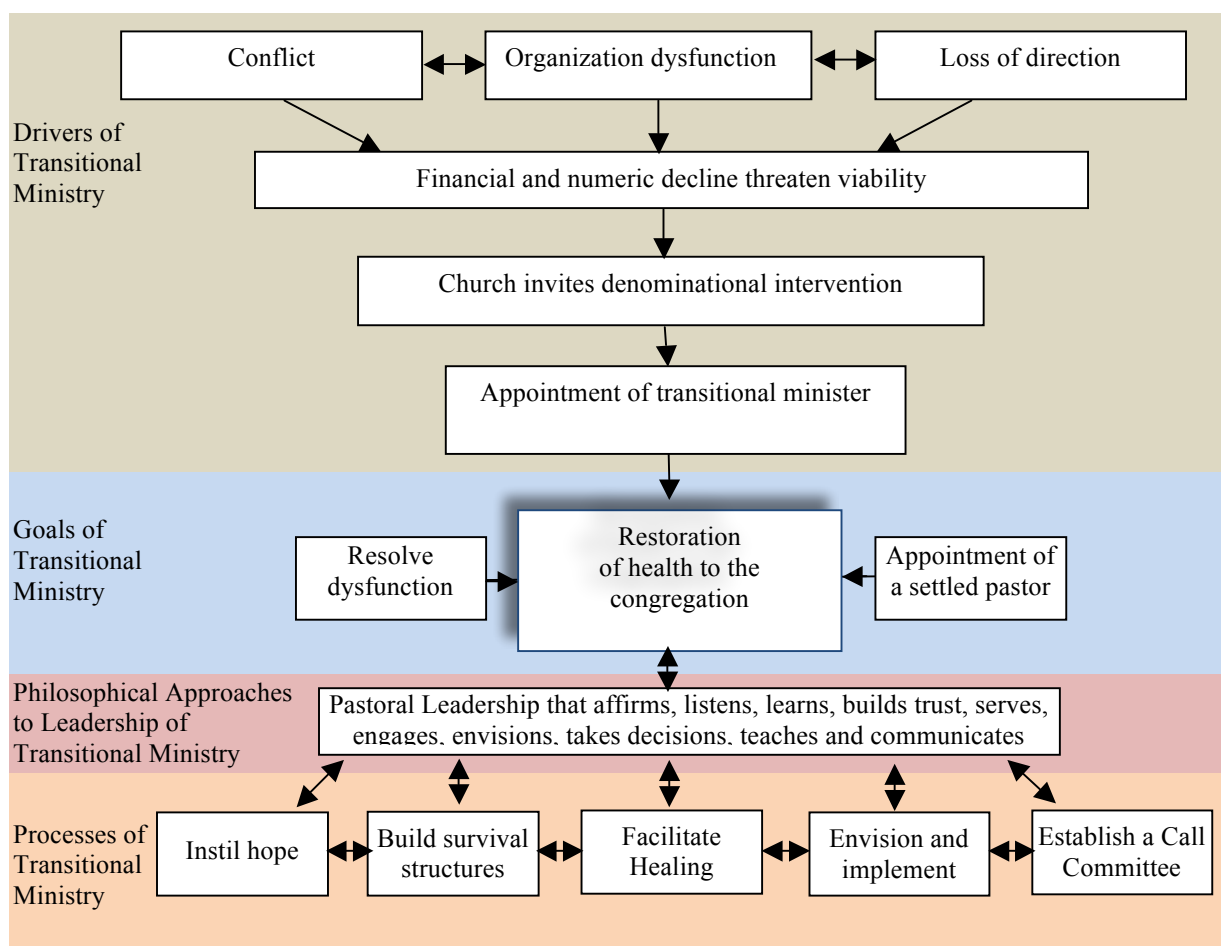 Conflict
Organization dysfunction
Loss of direction
Drivers of
Transitional
Ministry
Financial and numeric decline threaten viability
Church invites denominational intervention
Appointment of transitional minister
Goals of
Transitional
Ministry
Resolve
dysfunction
Restoration
of health to the
congregation
Appointment of
a settled pastor
Philosophical Approaches
to Leadership of
Transitional Ministry
Pastoral Leadership that affirms, listens, learns, builds trust, serves,
engages, envisions, takes decisions, teaches and communicates
Processes of
Transitional
Ministry
Instil hope
Build survival
structures
Facilitate
Healing
Envision and
implement
Establish a Call
Committee